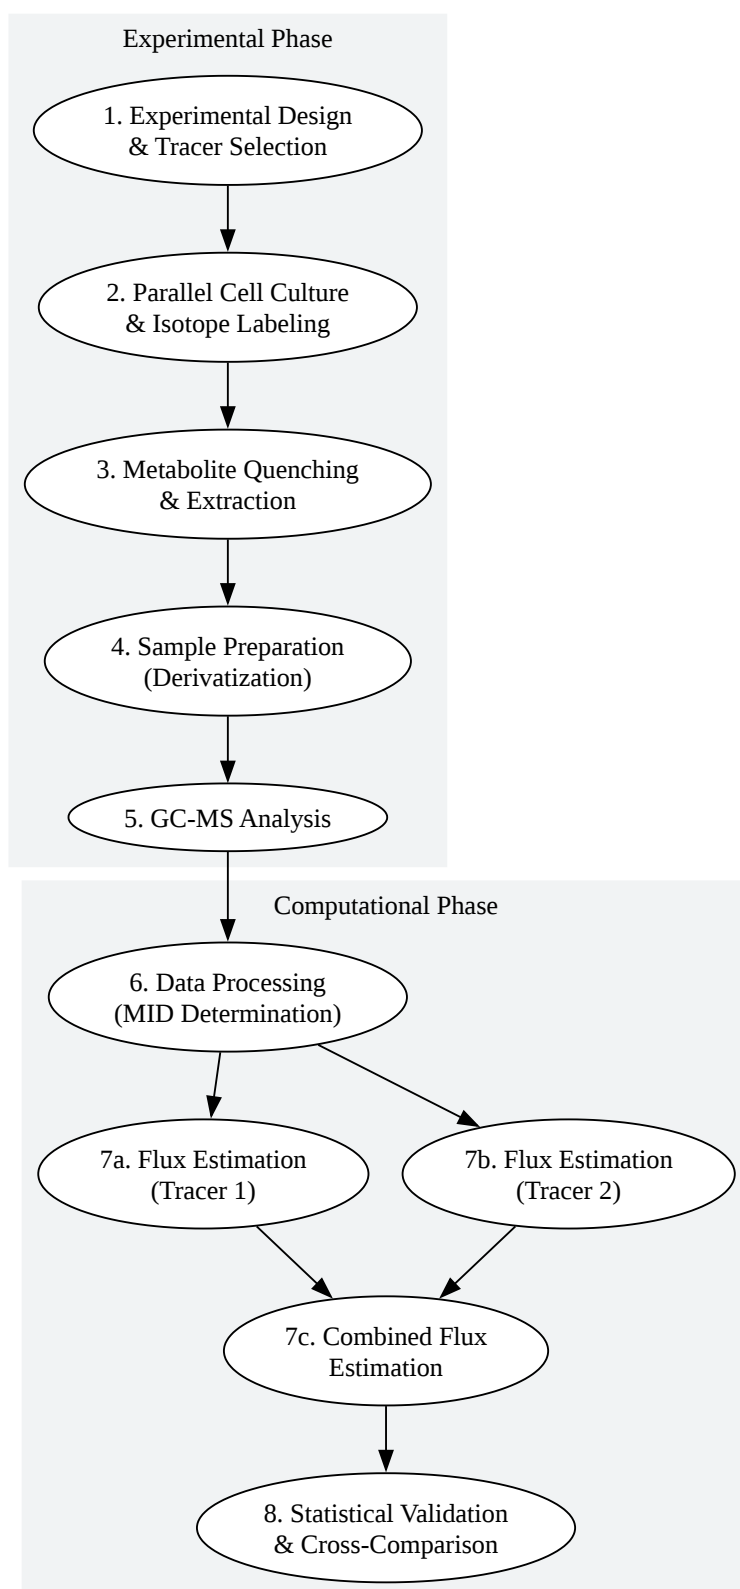 Experimental Phase
1. Experimental Design
& Tracer Selection
2. Parallel Cell Culture
& Isotope Labeling
3. Metabolite Quenching
& Extraction
4. Sample Preparation
(Derivatization)
5. GC-MS Analysis
Computational Phase
6. Data Processing
(MID Determination)
7a. Flux Estimation
(Tracer 1)
7b. Flux Estimation
(Tracer 2)
7c. Combined Flux
Estimation
8. Statistical Validation
& Cross-Comparison